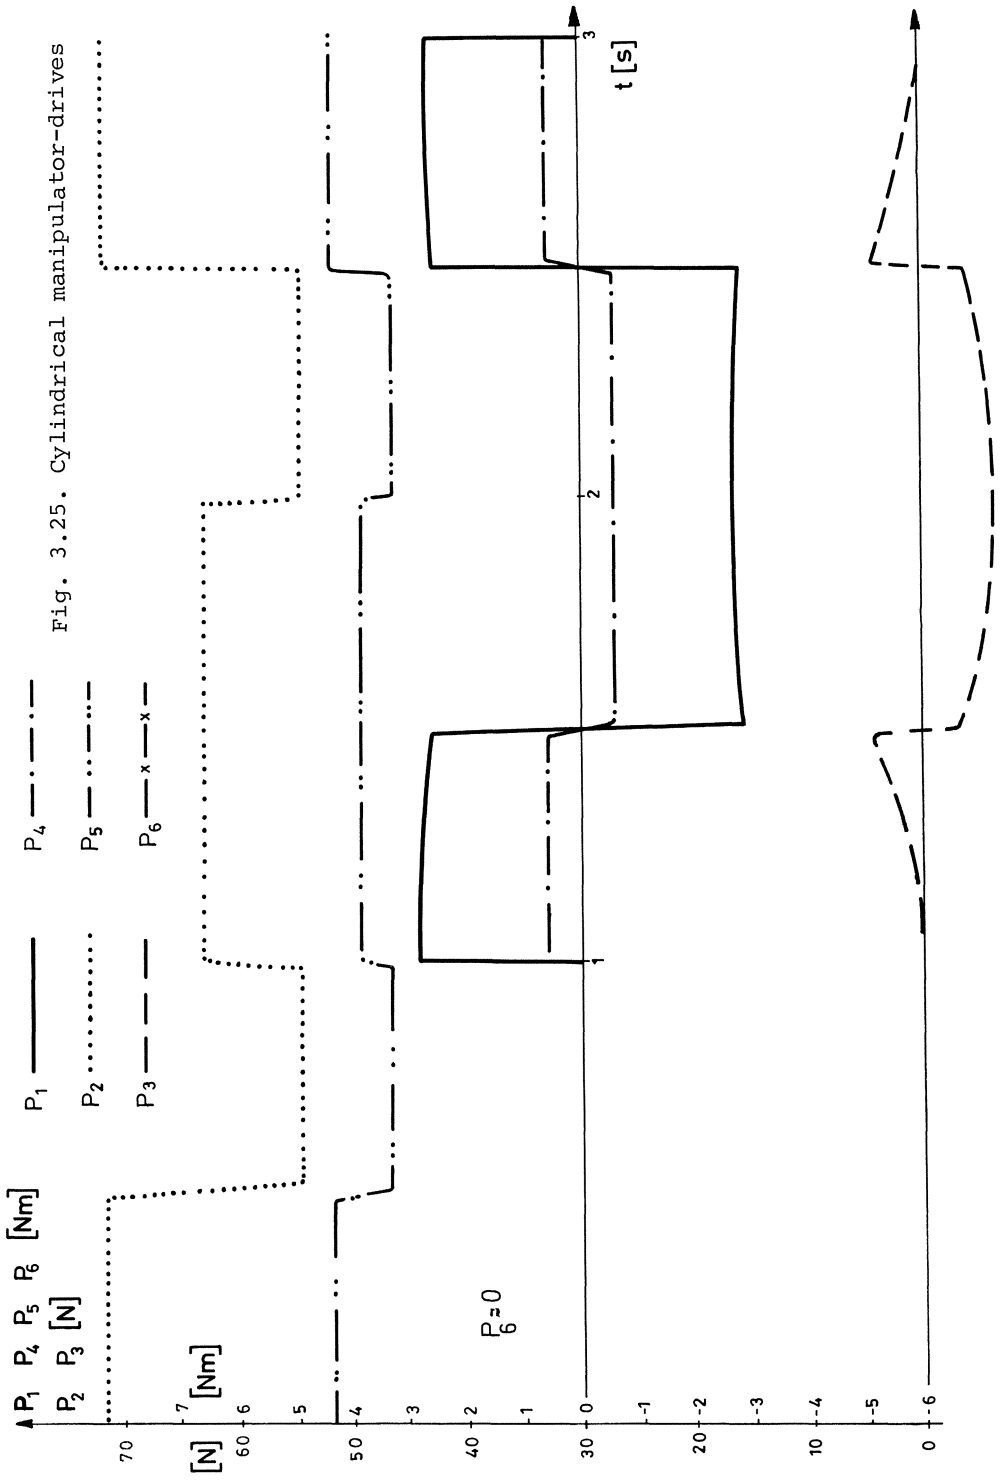 P1 P4 P5 P6 [Nm]
P2 P3 [N]
P1
P2
P3
P4
P5
P6
x x
Fig. 3.25. Cylindrical manipulator-drives
[N]
[Nm]
70
60
50
40
30
20
10
0
7
6
5
4
3
2
1
0
-1
-2
-3
-4
-5
-6
P6≈0
1
2
3
t [s]